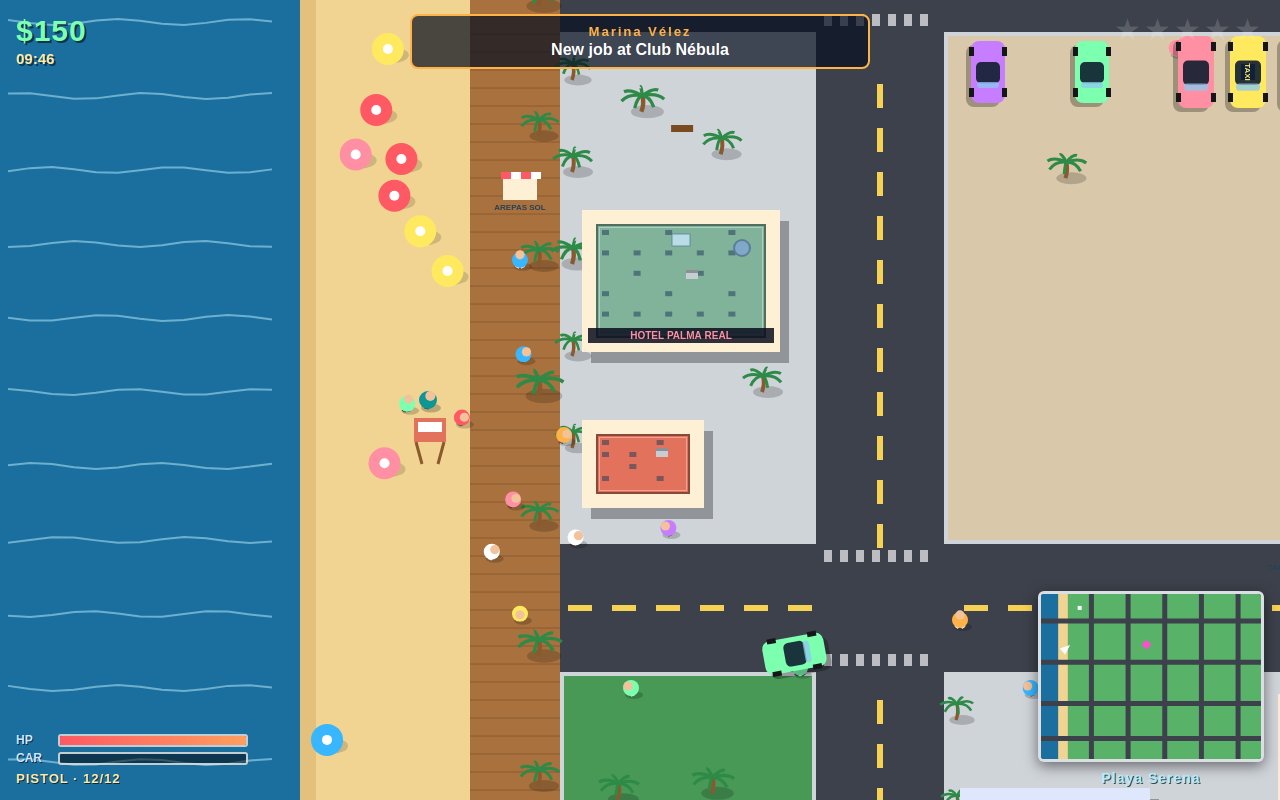 $150
09:46
Marina Vélez
New job at Club Nébula
TAXI
AREPAS SOL
HOTEL PALMA REAL
HP
CAR
PISTOL · 12/12
Playa Serena